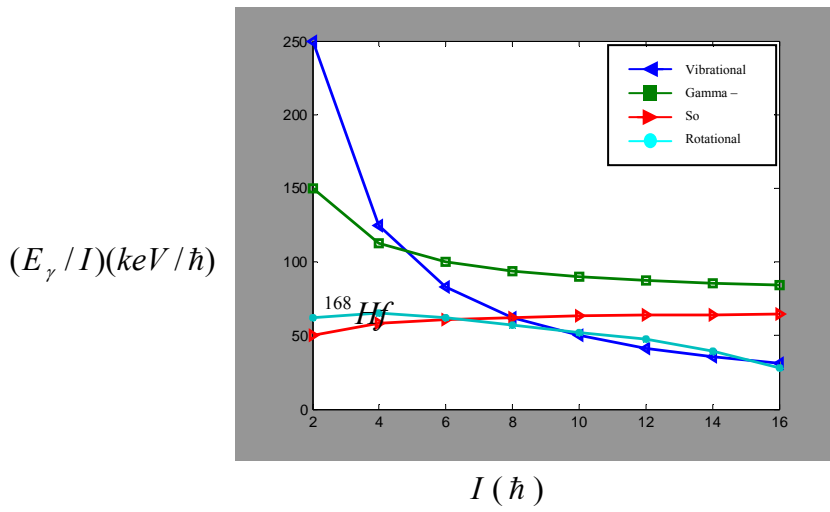 250
200
150
100
50
0
2 4 6 8 10 12 14 16
Vibrational
Gamma –
So
Rotational
(E_γ / I)(keV / ħ)
¹⁶⁸Hf
I ( ħ )